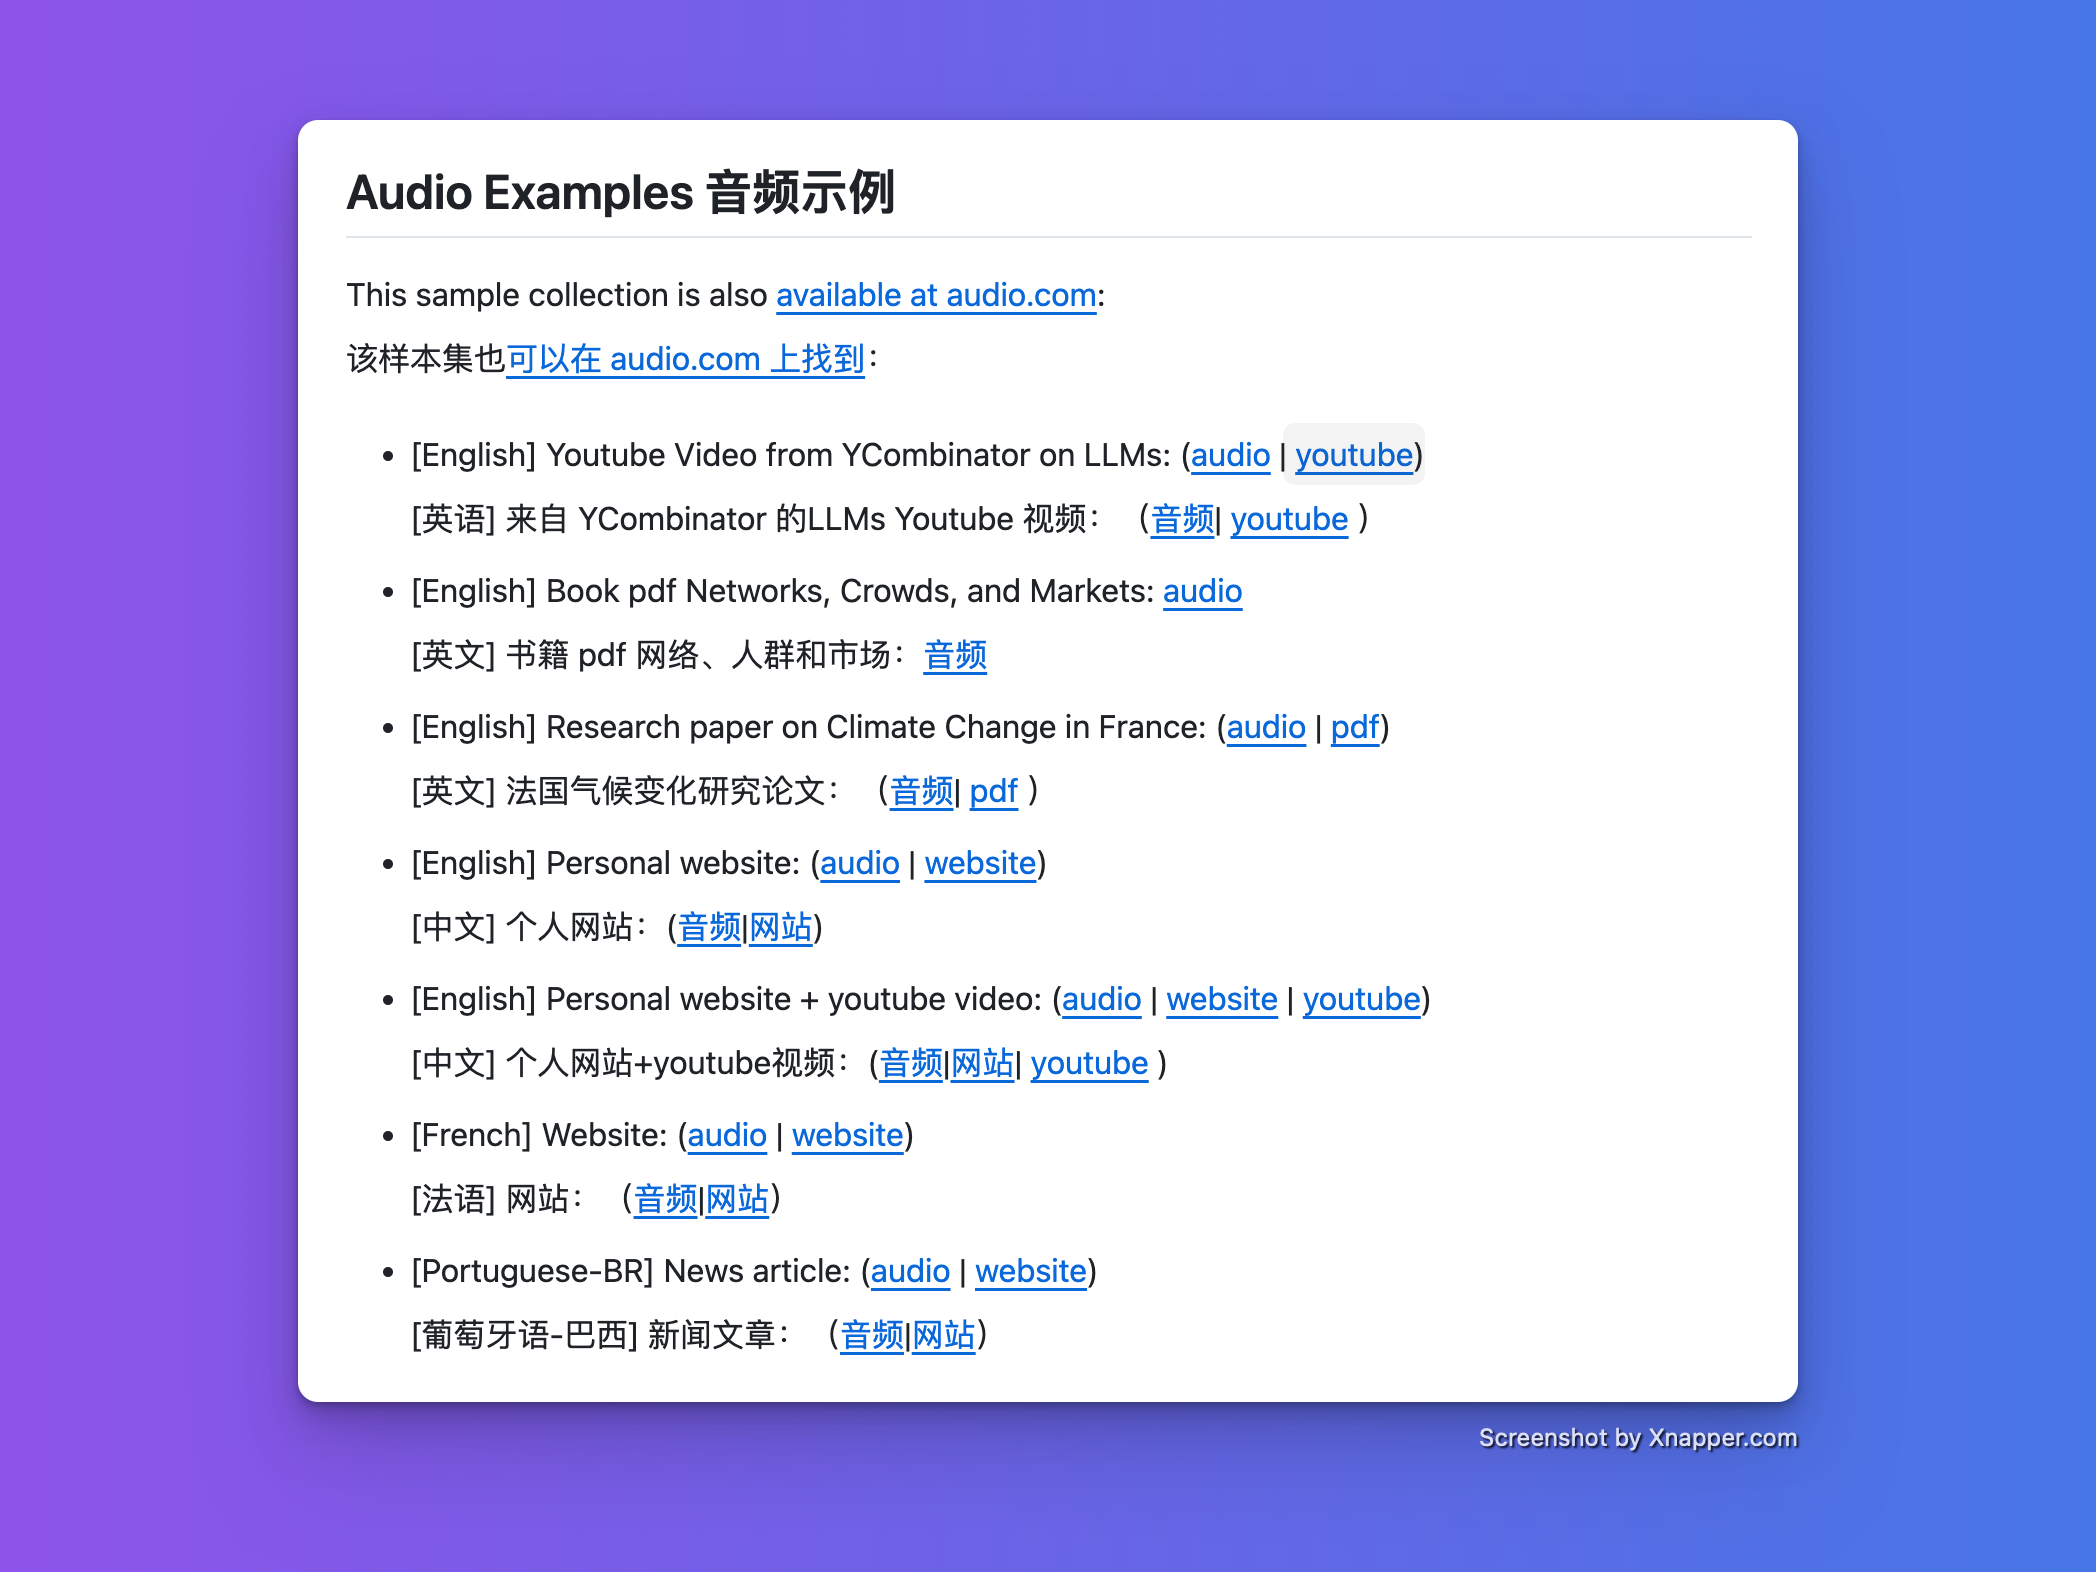 Audio Examples 音频示例
This sample collection is also available at audio.com:
该样本集也可以在 audio.com 上找到：
• [English] Youtube Video from YCombinator on LLMs: (audio | youtube)
[英语] 来自 YCombinator 的LLMs Youtube 视频： （音频| youtube ）
• [English] Book pdf Networks, Crowds, and Markets: audio
[英文] 书籍 pdf 网络、人群和市场：音频
• [English] Research paper on Climate Change in France: (audio | pdf)
[英文] 法国气候变化研究论文： （音频| pdf ）
• [English] Personal website: (audio | website)
[中文] 个人网站：(音频|网站)
• [English] Personal website + youtube video: (audio | website | youtube)
[中文] 个人网站+youtube视频：(音频|网站| youtube )
• [French] Website: (audio | website)
[法语] 网站： （音频|网站）
• [Portuguese-BR] News article: (audio | website)
[葡萄牙语-巴西] 新闻文章： （音频|网站）
Screenshot by Xnapper.com